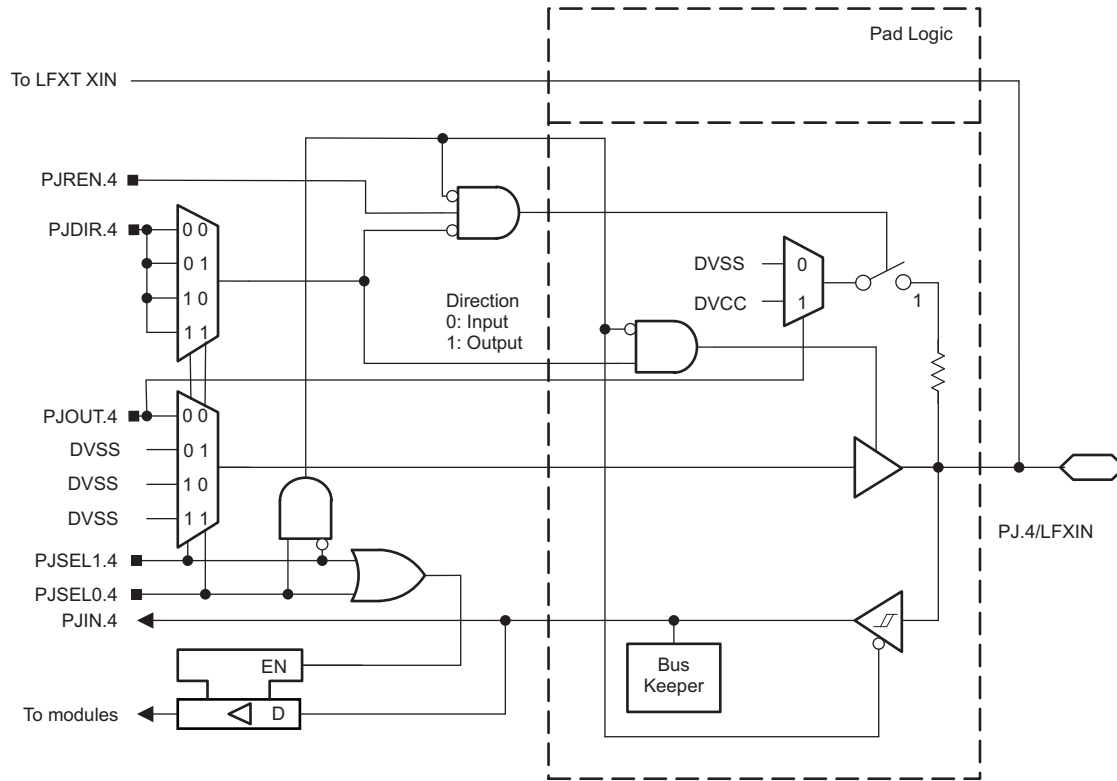 Pad Logic
To LFXT XIN
PJREN.4
PJDIR.4
0 0
0 1
1 0
1 1
Direction
0: Input
1: Output
DVSS
0
DVCC
1
1
PJOUT.4
0 0
DVSS
0 1
DVSS
1 0
DVSS
1 1
PJSEL1.4
PJSEL0.4
PJIN.4
PJ.4/LFXIN
EN
D
To modules
Bus
Keeper